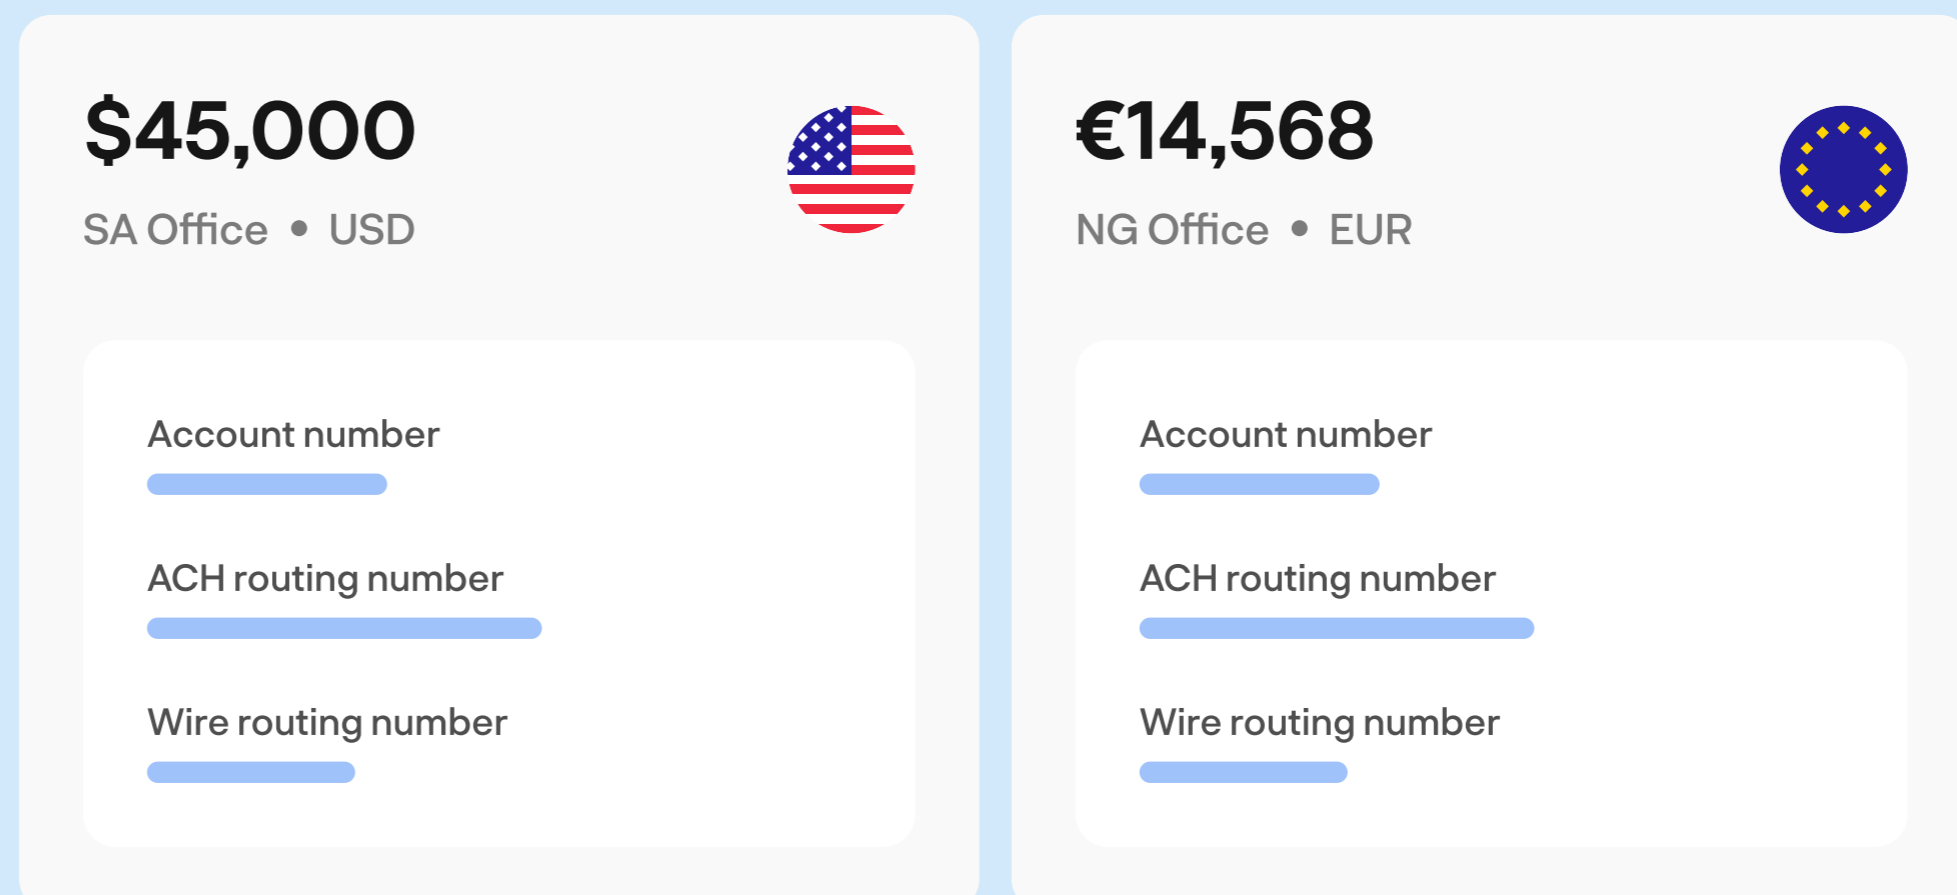 $45,000
SA Office • USD
Account number
ACH routing number
Wire routing number
€14,568
NG Office • EUR
Account number
ACH routing number
Wire routing number